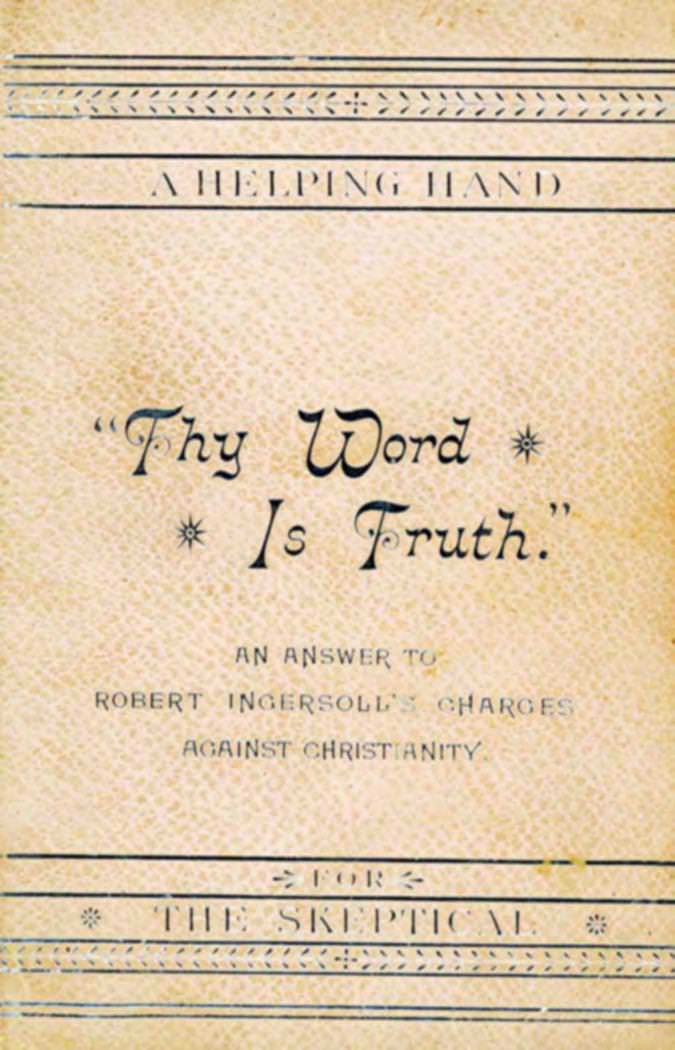 A HELPING HAND
“Thy Word
Is Truth.”
AN ANSWER TO
ROBERT INGERSOLL'S CHARGES
AGAINST CHRISTIANITY.
FOR
THE SKEPTICAL